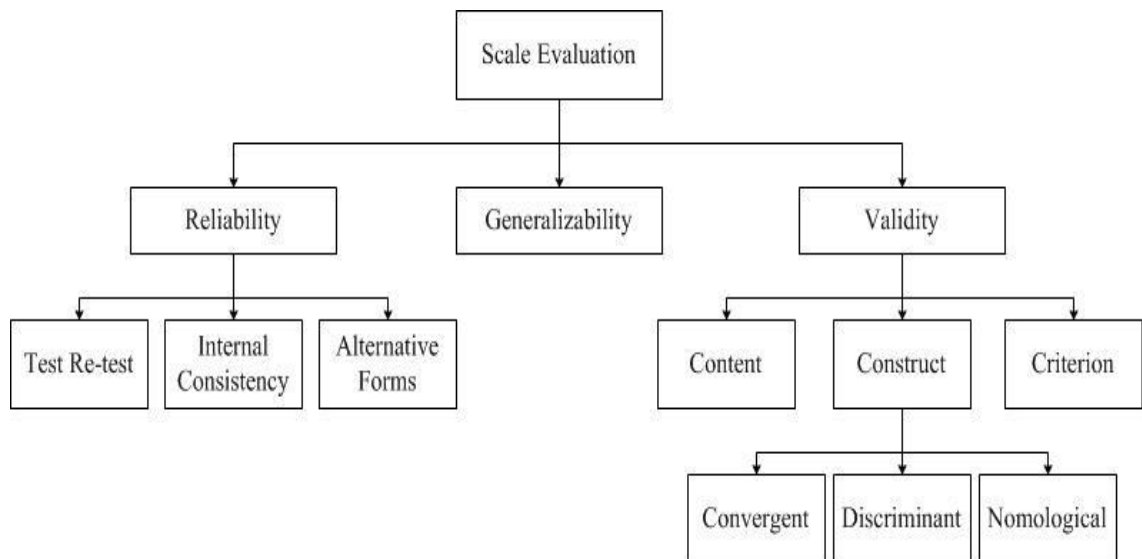 Scale Evaluation
Reliability
Generalizability
Validity
Test Re-test
Internal
Consistency
Alternative
Forms
Content
Construct
Criterion
Convergent
Discriminant
Nomological